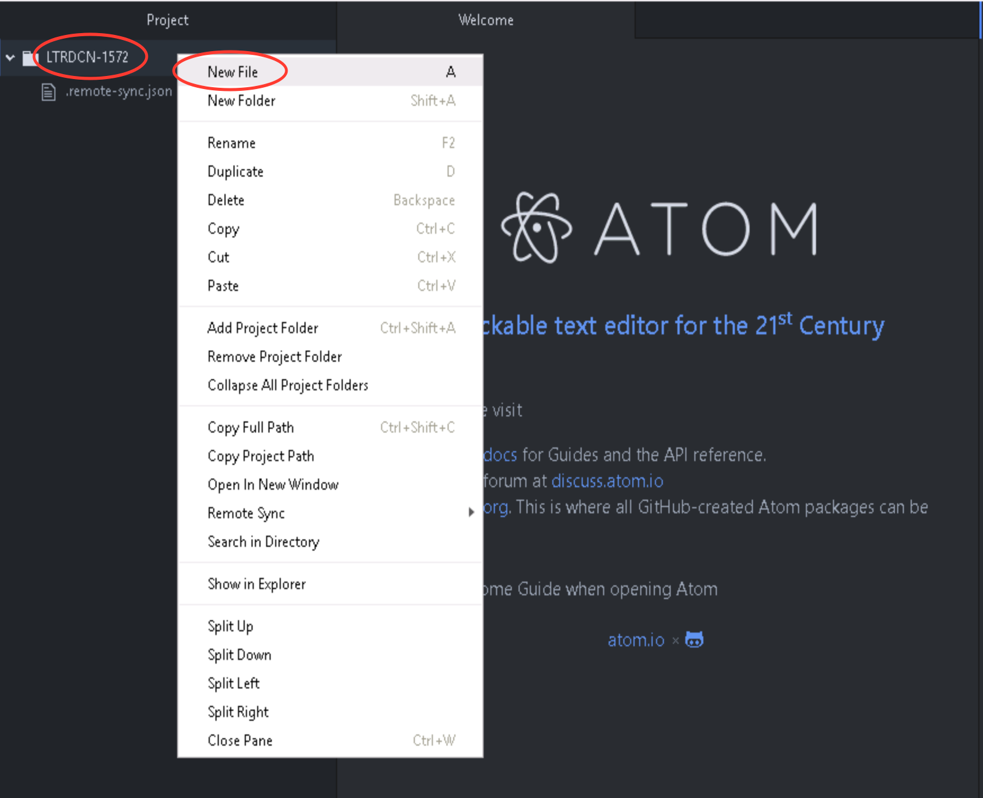 Project
Welcome
LTRDCN-1572
.remote-sync.json
New File A
New Folder Shift+A
Rename F2
Duplicate D
Delete Backspace
Copy Ctrl+C
Cut Ctrl+X
Paste Ctrl+V
Add Project Folder Ctrl+Shift+A
Remove Project Folder
Collapse All Project Folders
Copy Full Path Ctrl+Shift+C
Copy Project Path
Open In New Window
Remote Sync
Search in Directory
Show in Explorer
Split Up
Split Down
Split Left
Split Right
Close Pane Ctrl+W
ATOM
ckable text editor for the 21st Century
e visit
docs for Guides and the API reference.
forum at discuss.atom.io
org. This is where all GitHub-created Atom packages can be
ome Guide when opening Atom
atom.io ×